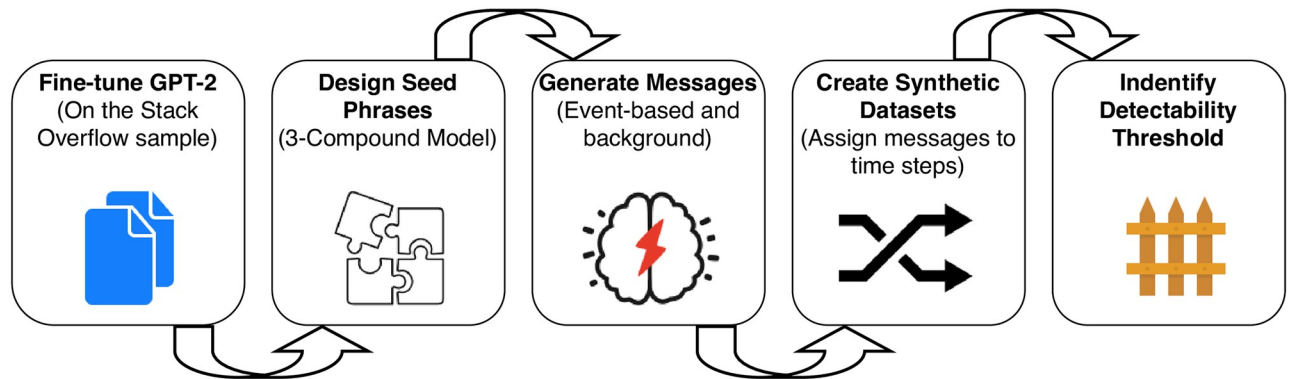 Fine-tune GPT-2
(On the Stack
Overflow sample)
Design Seed
Phrases
(3-Compound Model)
Generate Messages
(Event-based and
background)
Create Synthetic
Datasets
(Assign messages to
time steps)
Indentify
Detectability
Threshold